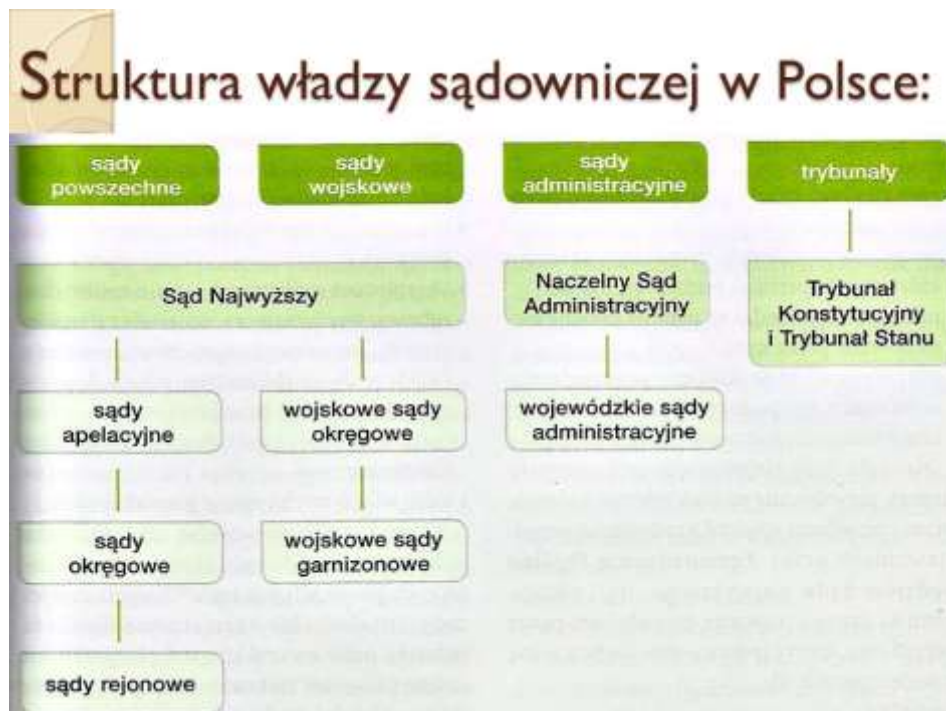 Struktura władzy sądowniczej w Polsce:
sądy
powszechne
sądy
wojskowe
sądy
administracyjne
trybunały
Sąd Najwyższy
Naczelny Sąd
Administracyjny
Trybunał
Konstytucyjny
i Trybunał Stanu
sądy
apelacyjne
wojskowe sądy
okręgowe
wojewódzkie sądy
administracyjne
sądy
okręgowe
wojskowe sądy
garnizonowe
sądy rejonowe